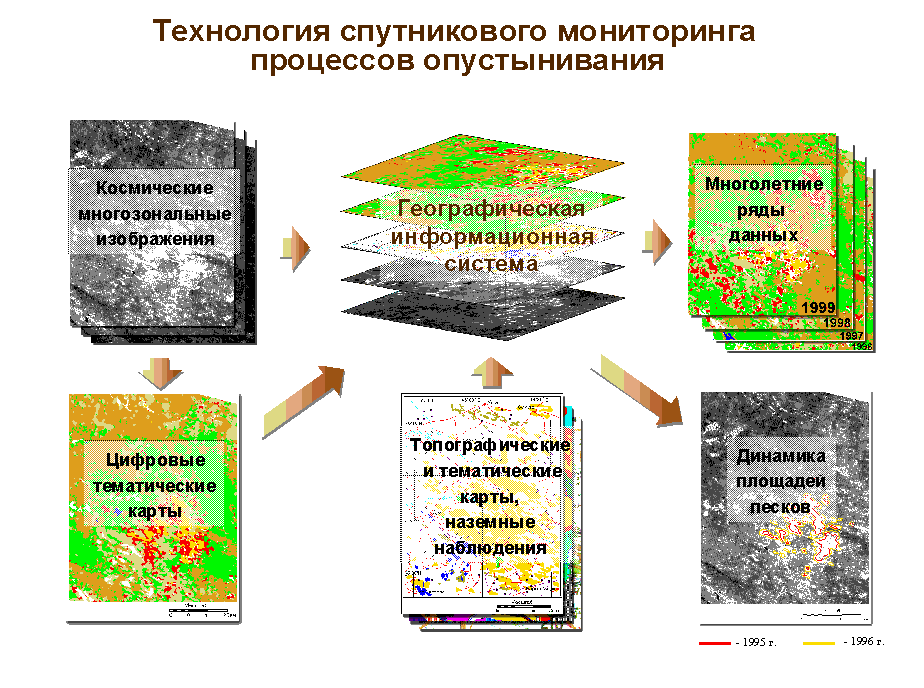 Технология спутникового мониторинга
процессов опустынивания
Космические
многозональные
изображения
Географическая
информационная
система
Многолетние
ряды
данных
1999
1998
1997
1996
Цифровые
тематические
карты
Топографические
и тематические
карты,
наземные
наблюдения
Динамика
площадей
песков
- 1995 г.
- 1996 г.